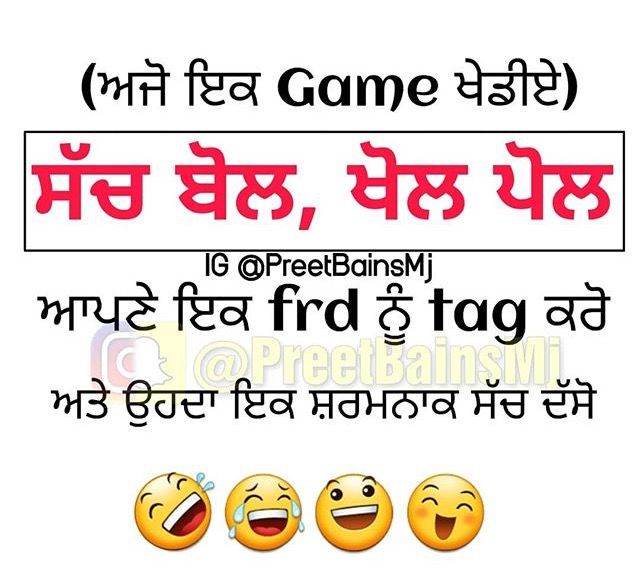 (ਅਜੋ ਇਕ Game ਖੇਡੀਏ)
ਸੱਚ ਬੋਲ, ਖੋਲ ਪੋਲ
IG @PreetBainsMj
ਆਪਣੇ ਇਕ frd ਨੂੰ tag ਕਰੋ
@PreetBainsMj
ਅਤੇ ਉਹਦਾ ਇਕ ਸ਼ਰਮਨਾਕ ਸੱਚ ਦੱਸੋ